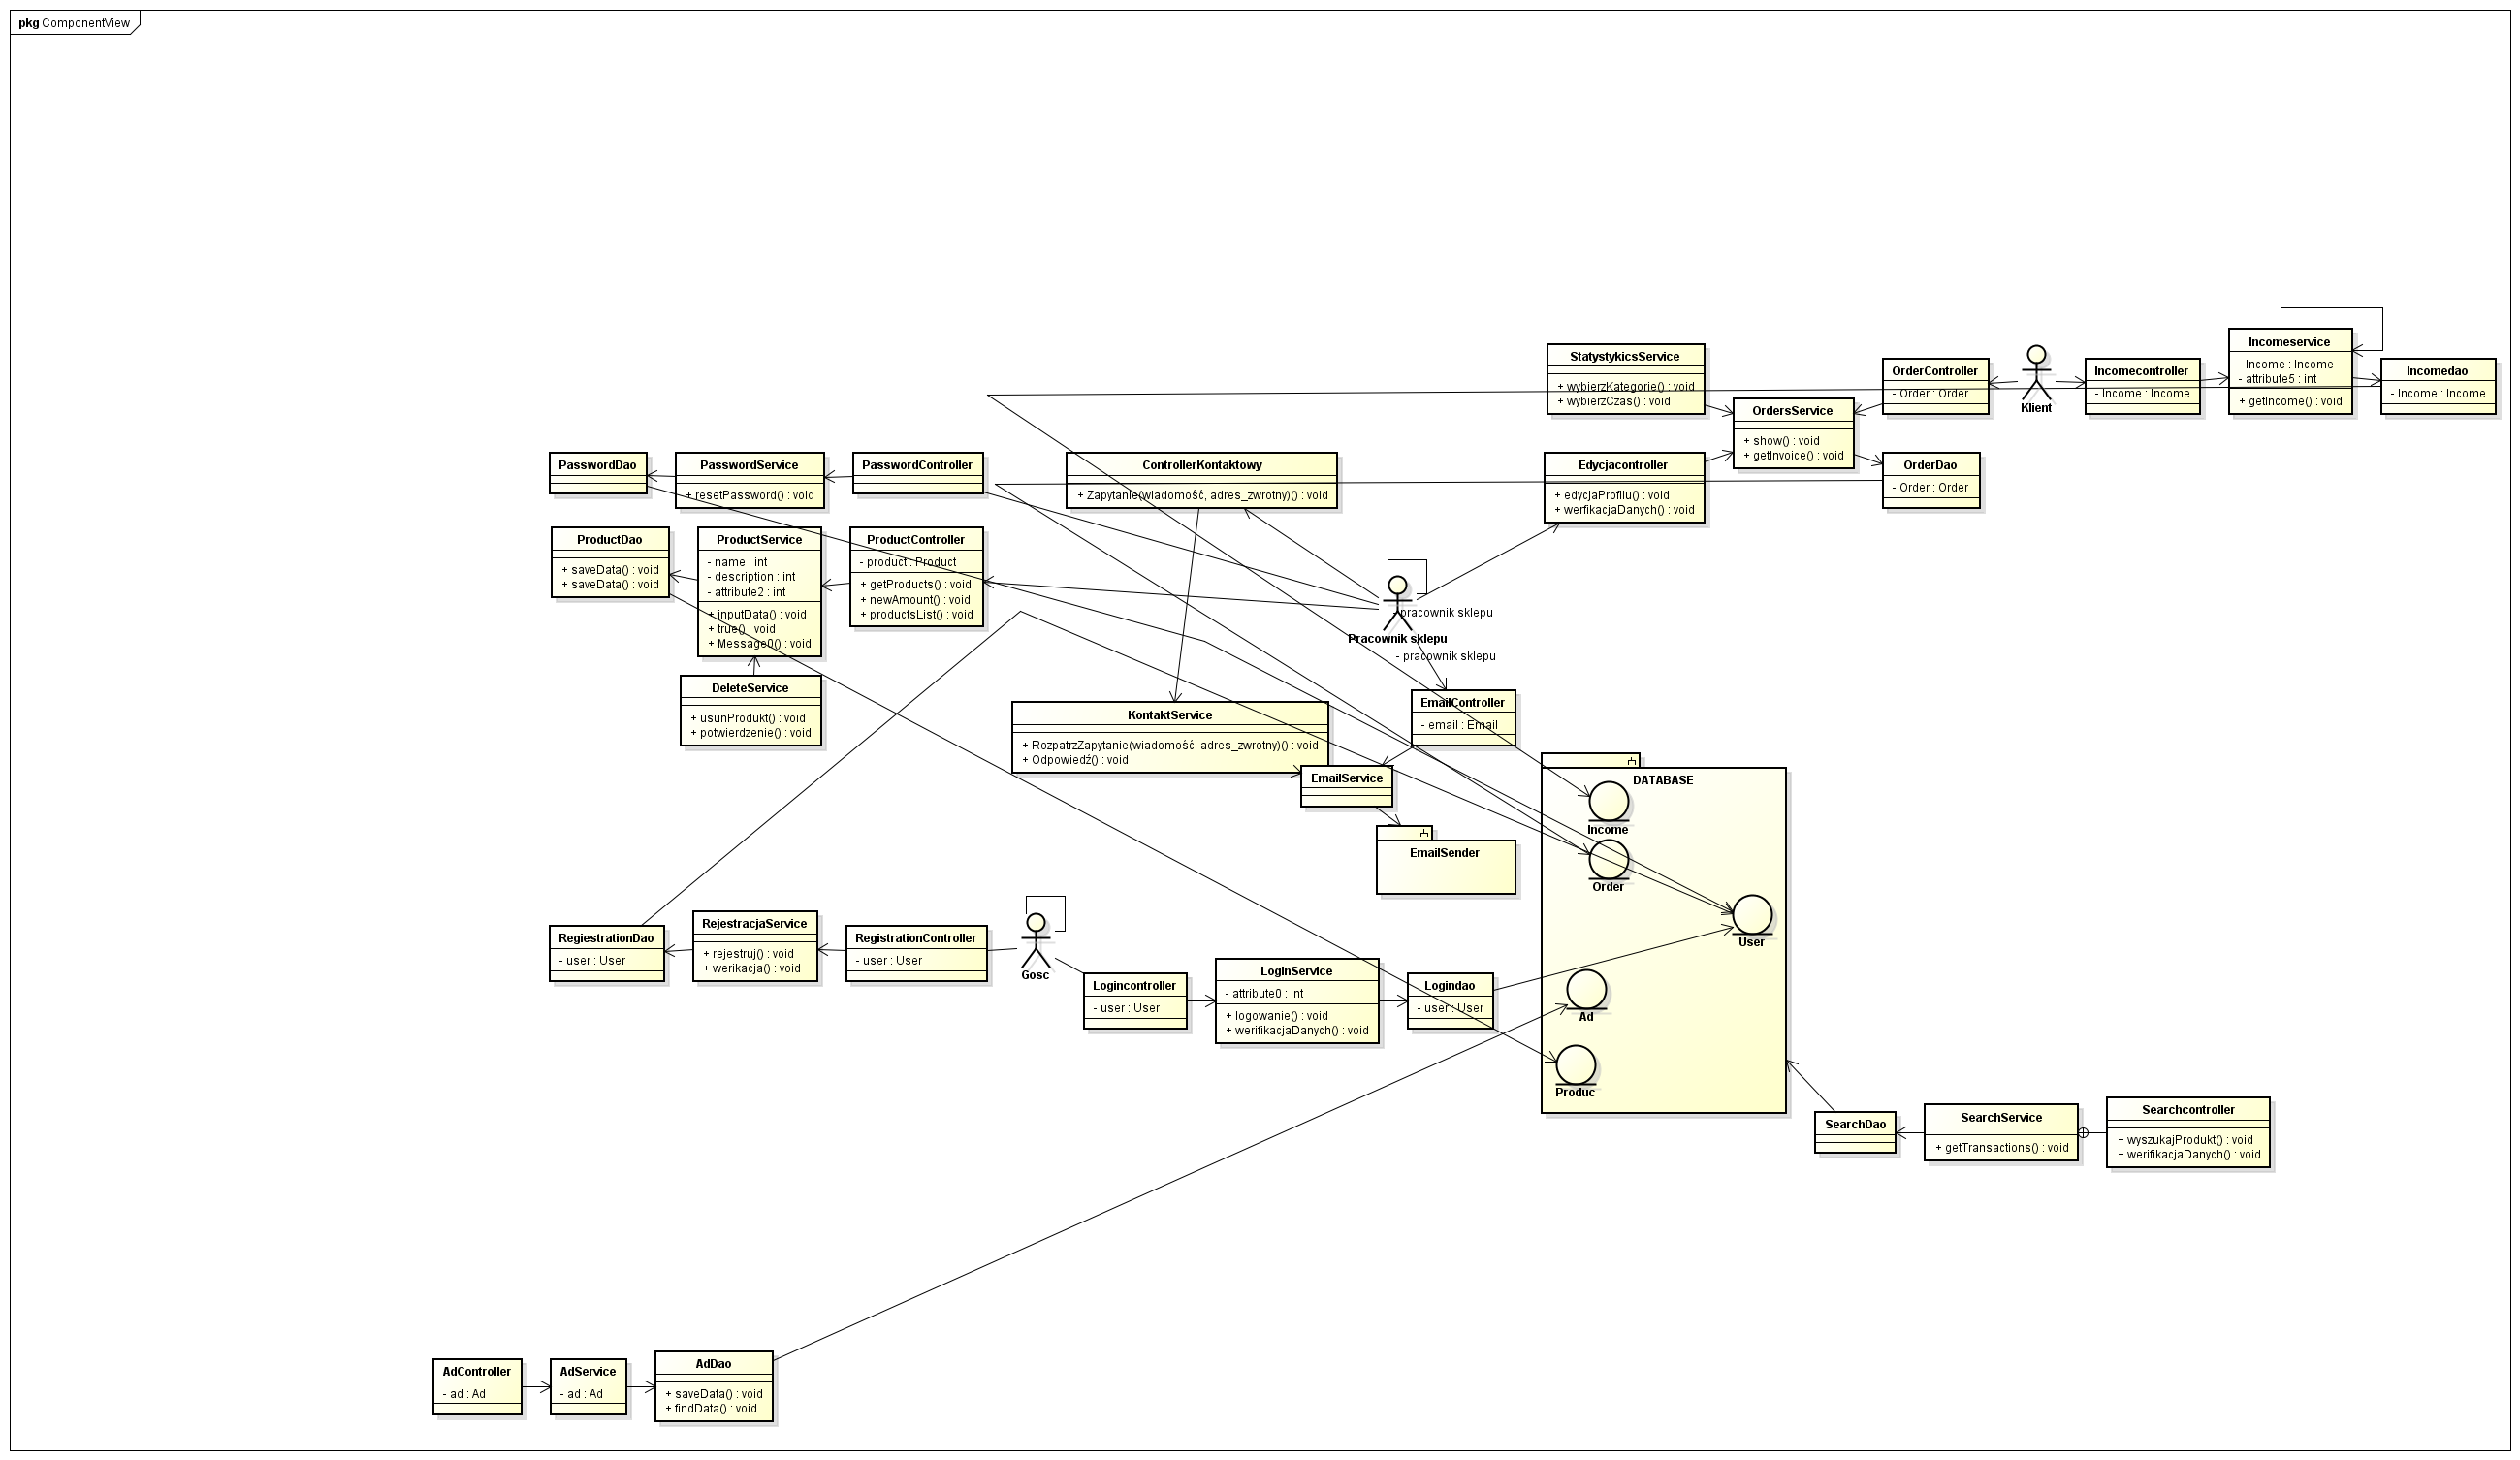 pkg ComponentView
StatystykicsService
+ wybierzKategorie() : void
+ wybierzCzas() : void
OrdersService
+ show() : void
+ getInvoice() : void
OrderController
- Order : Order
Klient
Incomecontroller
- Income : Income
Incomeservice
- Income : Income
- attribute5 : int
+ getIncome() : void
Incomedao
- Income : Income
PasswordDao
PasswordService
+ resetPassword() : void
PasswordController
ControllerKontaktowy
+ Zapytanie(wiadomość, adres_zwrotny)() : void
Edycjacontroller
+ edycjaProfilu() : void
+ werfikacjaDanych() : void
OrderDao
- Order : Order
ProductDao
+ saveData() : void
+ saveData() : void
ProductService
- name : int
- description : int
- attribute2 : int
+ inputData() : void
+ true() : void
+ Message0() : void
ProductController
- product : Product
+ getProducts() : void
+ newAmount() : void
+ productsList() : void
- pracownik sklepu
Pracownik sklepu
- pracownik sklepu
DeleteService
+ usunProdukt() : void
+ potwierdzenie() : void
KontaktService
+ RozpatrzZapytanie(wiadomość, adres_zwrotny)() : void
+ Odpowiedź() : void
EmailController
- email : Email
EmailService
EmailSender
DATABASE
Income
Order
User
Ad
Produc
RegiestrationDao
- user : User
RejestracjaService
+ rejestruj() : void
+ werikacja() : void
RegistrationController
- user : User
Gosc
Logincontroller
- user : User
LoginService
- attribute0 : int
+ logowanie() : void
+ werifikacjaDanych() : void
Logindao
- user : User
SearchDao
SearchService
+ getTransactions() : void
Searchcontroller
+ wyszukajProdukt() : void
+ werifikacjaDanych() : void
AdController
- ad : Ad
AdService
- ad : Ad
AdDao
+ saveData() : void
+ findData() : void